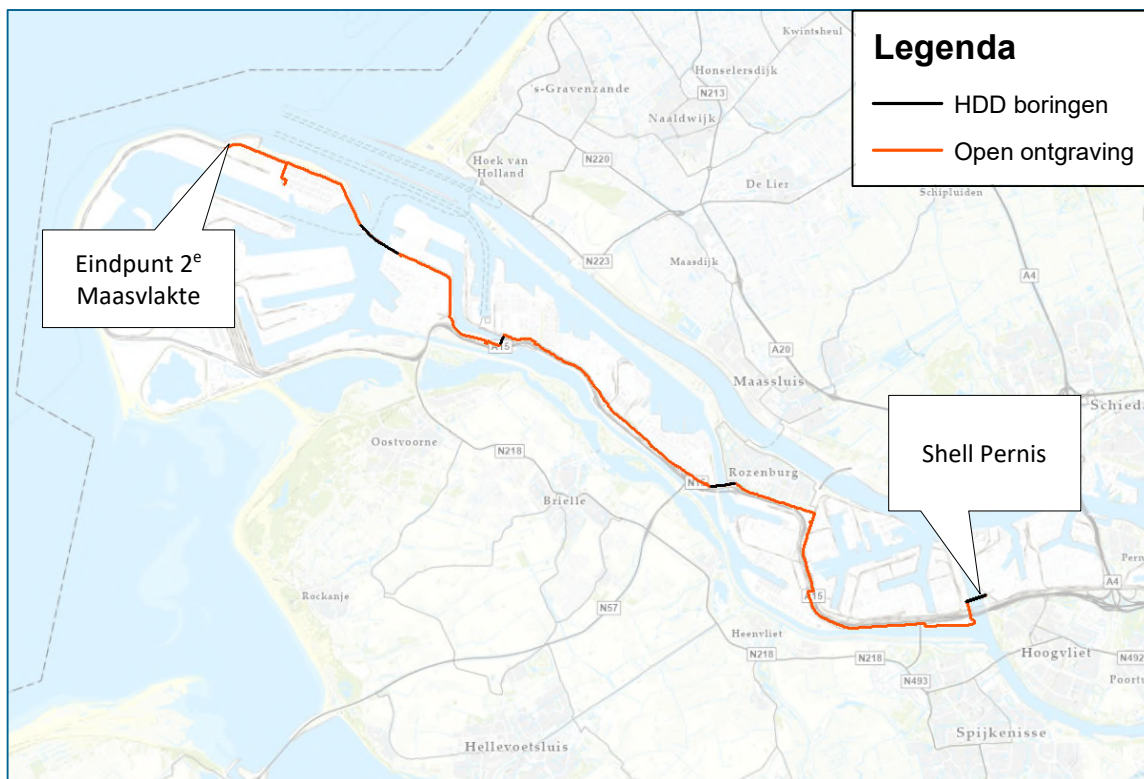 Legenda
HDD boringen
Open ontgraving
Kwintsheul
Honselersdijk
's-Gravenzande
N213
Naaldwijk
N220
Hoek van
Holland
De Lier
Schipluiden
N223
Maasdijk
A4
Eindpunt 2e
Maasvlakte
A15
A20
Maassluis
Schieda
Oostvoorne
Shell Pernis
N218
Rozenburg
Brielle
Pern
A4
Rockanje
A15
N57
Heenvliet
N218
N218
Hoogvliet
N492
N493
Poortu
Spijkenisse
Hellevoetsluis